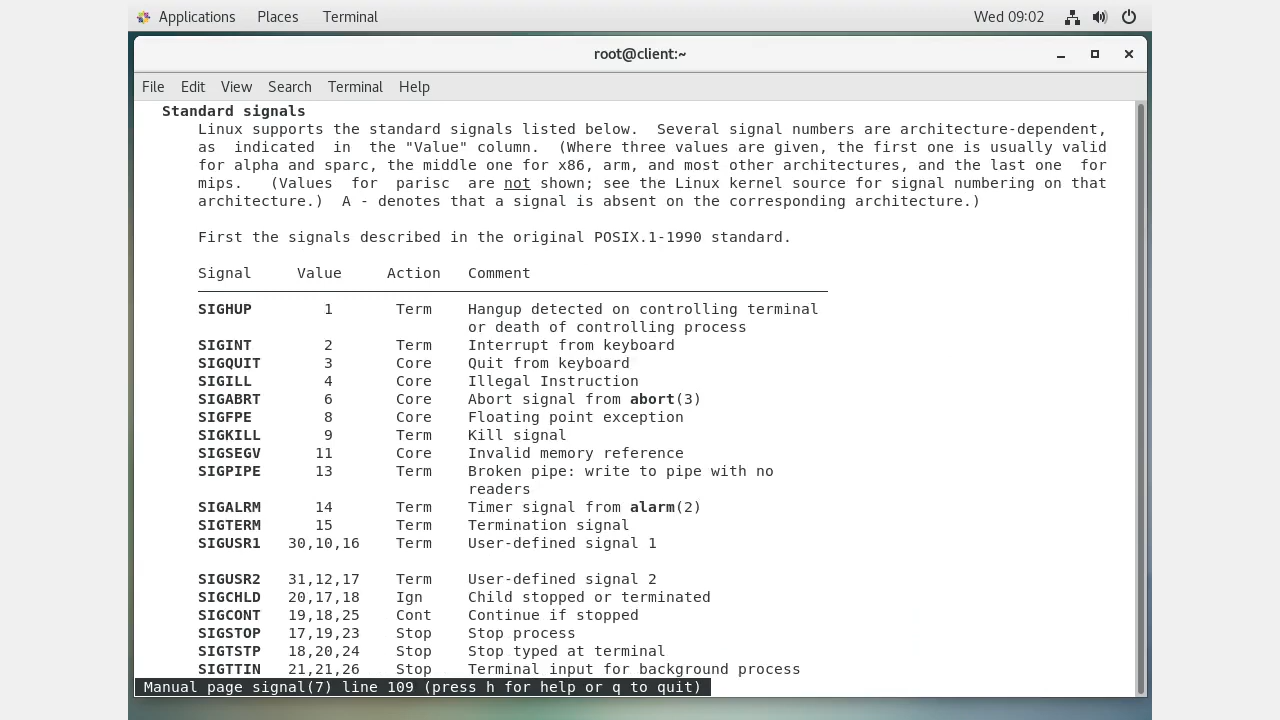 Applications Places Terminal Wed 09:02
root@client:~
File Edit View Search Terminal Help
Standard signals
Linux supports the standard signals listed below. Several signal numbers are architecture-dependent,
as indicated in the "Value" column. (Where three values are given, the first one is usually valid
for alpha and sparc, the middle one for x86, arm, and most other architectures, and the last one for
mips. (Values for parisc are not shown; see the Linux kernel source for signal numbering on that
architecture.) A - denotes that a signal is absent on the corresponding architecture.)
First the signals described in the original POSIX.1-1990 standard.
Signal Value Action Comment
SIGHUP 1 Term Hangup detected on controlling terminal
or death of controlling process
SIGINT 2 Term Interrupt from keyboard
SIGQUIT 3 Core Quit from keyboard
SIGILL 4 Core Illegal Instruction
SIGABRT 6 Core Abort signal from abort(3)
SIGFPE 8 Core Floating point exception
SIGKILL 9 Term Kill signal
SIGSEGV 11 Core Invalid memory reference
SIGPIPE 13 Term Broken pipe: write to pipe with no
readers
SIGALRM 14 Term Timer signal from alarm(2)
SIGTERM 15 Term Termination signal
SIGUSR1 30,10,16 Term User-defined signal 1
SIGUSR2 31,12,17 Term User-defined signal 2
SIGCHLD 20,17,18 Ign Child stopped or terminated
SIGCONT 19,18,25 Cont Continue if stopped
SIGSTOP 17,19,23 Stop Stop process
SIGTSTP 18,20,24 Stop Stop typed at terminal
SIGTTIN 21,21,26 Stop Terminal input for background process
Manual page signal(7) line 109 (press h for help or q to quit)